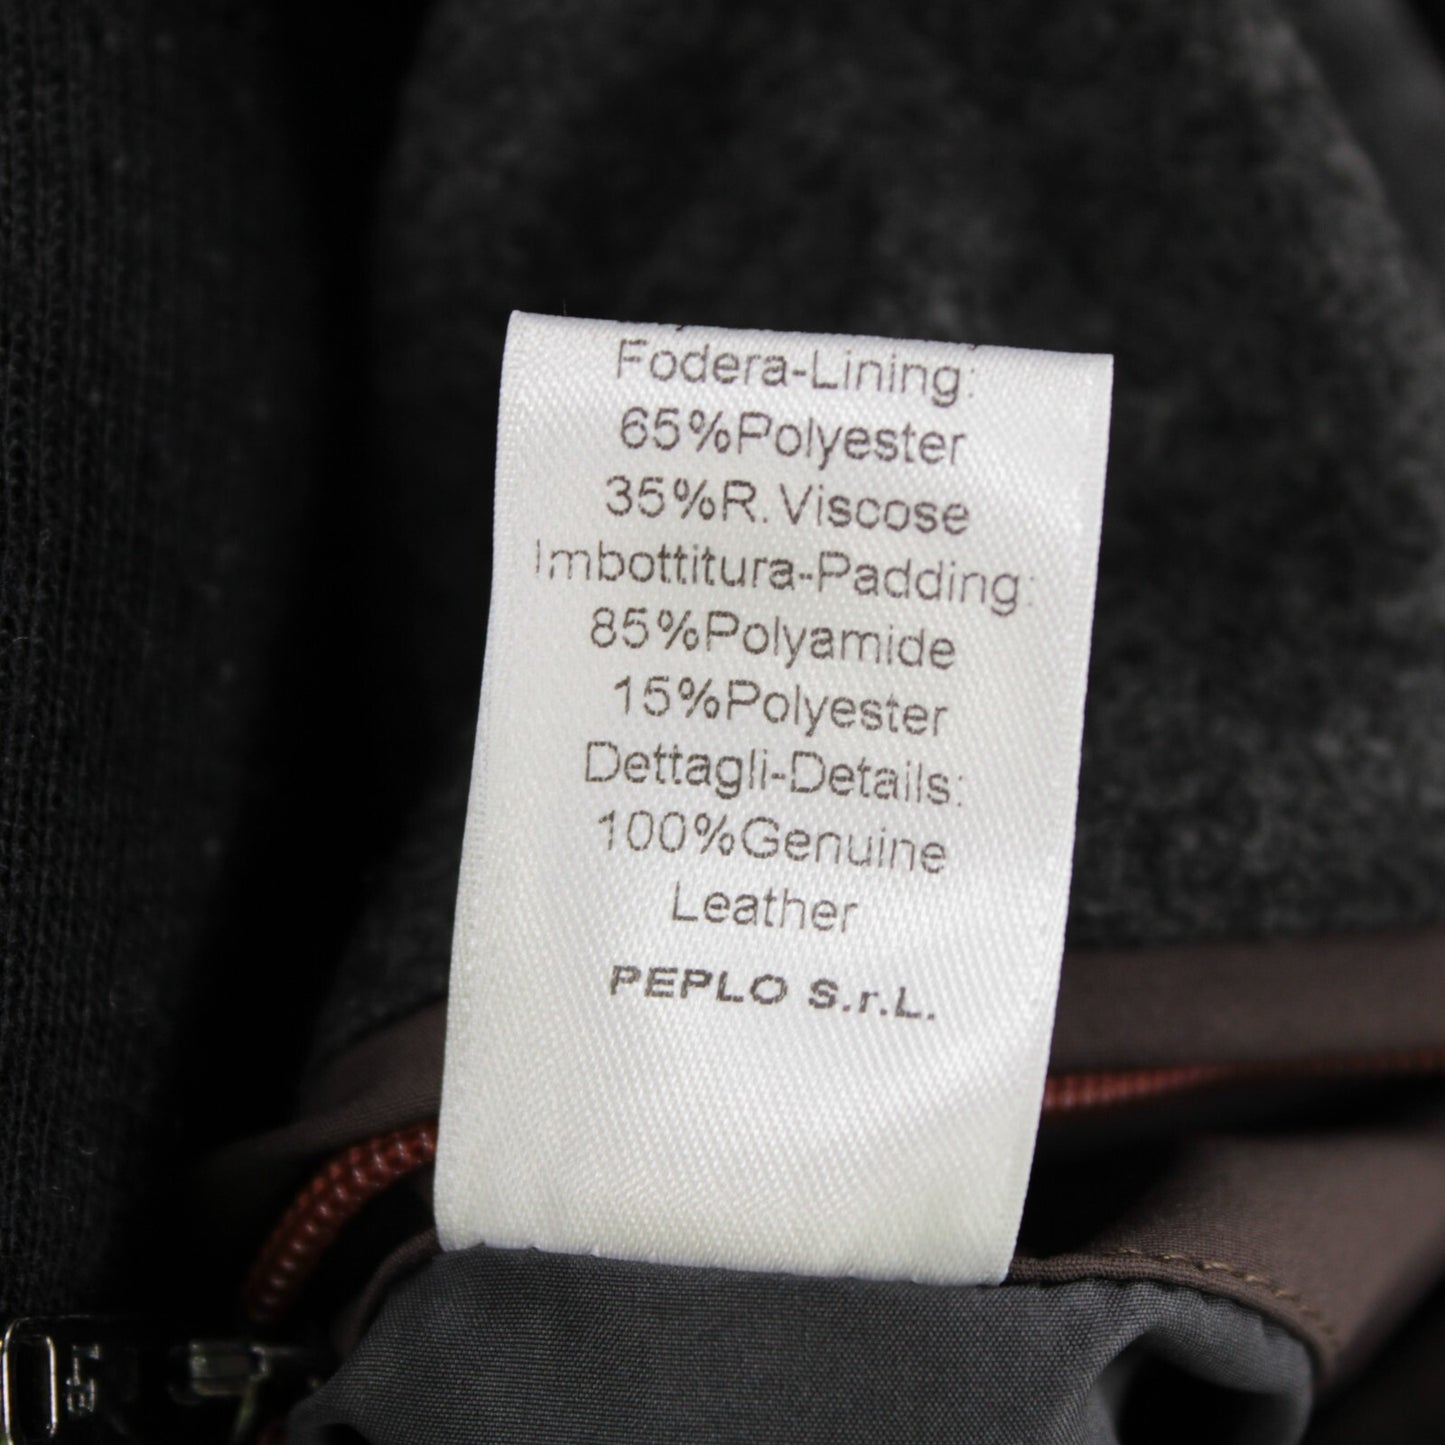 Fodera-Lining:
65%Polyester
35%R.Viscose
Imbottitura-Padding:
85%Polyamide
15%Polyester
Dettagli-Details:
100%Genuine
Leather
PEPLO S.r.L.